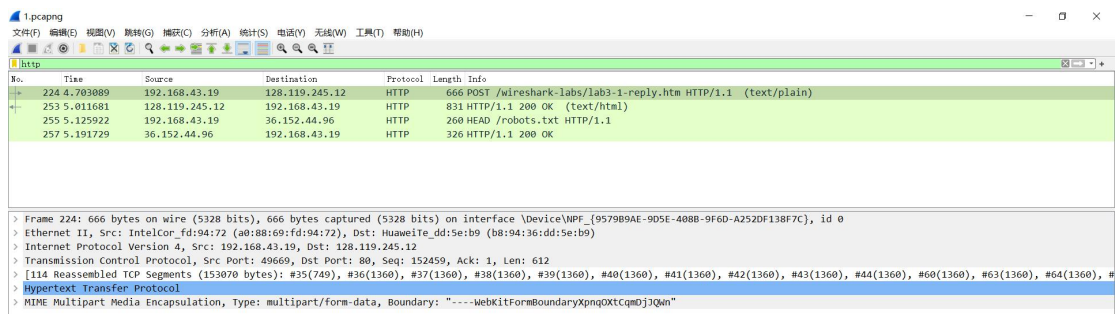 1.pcapng
文件(F) 编辑(E) 视图(V) 跳转(G) 捕获(C) 分析(A) 统计(S) 电话(Y) 无线(W) 工具(T) 帮助(H)
http
No. Time Source Destination Protocol Length Info
224 4.703089 192.168.43.19 128.119.245.12 HTTP 666 POST /wireshark-labs/lab3-1-reply.htm HTTP/1.1 (text/plain)
253 5.011681 128.119.245.12 192.168.43.19 HTTP 831 HTTP/1.1 200 OK (text/html)
255 5.125922 192.168.43.19 36.152.44.96 HTTP 260 HEAD /robots.txt HTTP/1.1
257 5.191729 36.152.44.96 192.168.43.19 HTTP 326 HTTP/1.1 200 OK
> Frame 224: 666 bytes on wire (5328 bits), 666 bytes captured (5328 bits) on interface \Device\NPF_{9579B9AE-9D5E-408B-9F6D-A252DF138F7C}, id 0
> Ethernet II, Src: IntelCor_fd:94:72 (a0:88:69:fd:94:72), Dst: HuaweiTe_dd:5e:b9 (b8:94:36:dd:5e:b9)
> Internet Protocol Version 4, Src: 192.168.43.19, Dst: 128.119.245.12
> Transmission Control Protocol, Src Port: 49669, Dst Port: 80, Seq: 152459, Ack: 1, Len: 612
> [114 Reassembled TCP Segments (153070 bytes): #35(749), #36(1360), #37(1360), #38(1360), #39(1360), #40(1360), #41(1360), #42(1360), #43(1360), #44(1360), #60(1360), #63(1360), #64(1360), #
> Hypertext Transfer Protocol
> MIME Multipart Media Encapsulation, Type: multipart/form-data, Boundary: "----WebKitFormBoundaryXpnqOXtCqmDjJQWn"